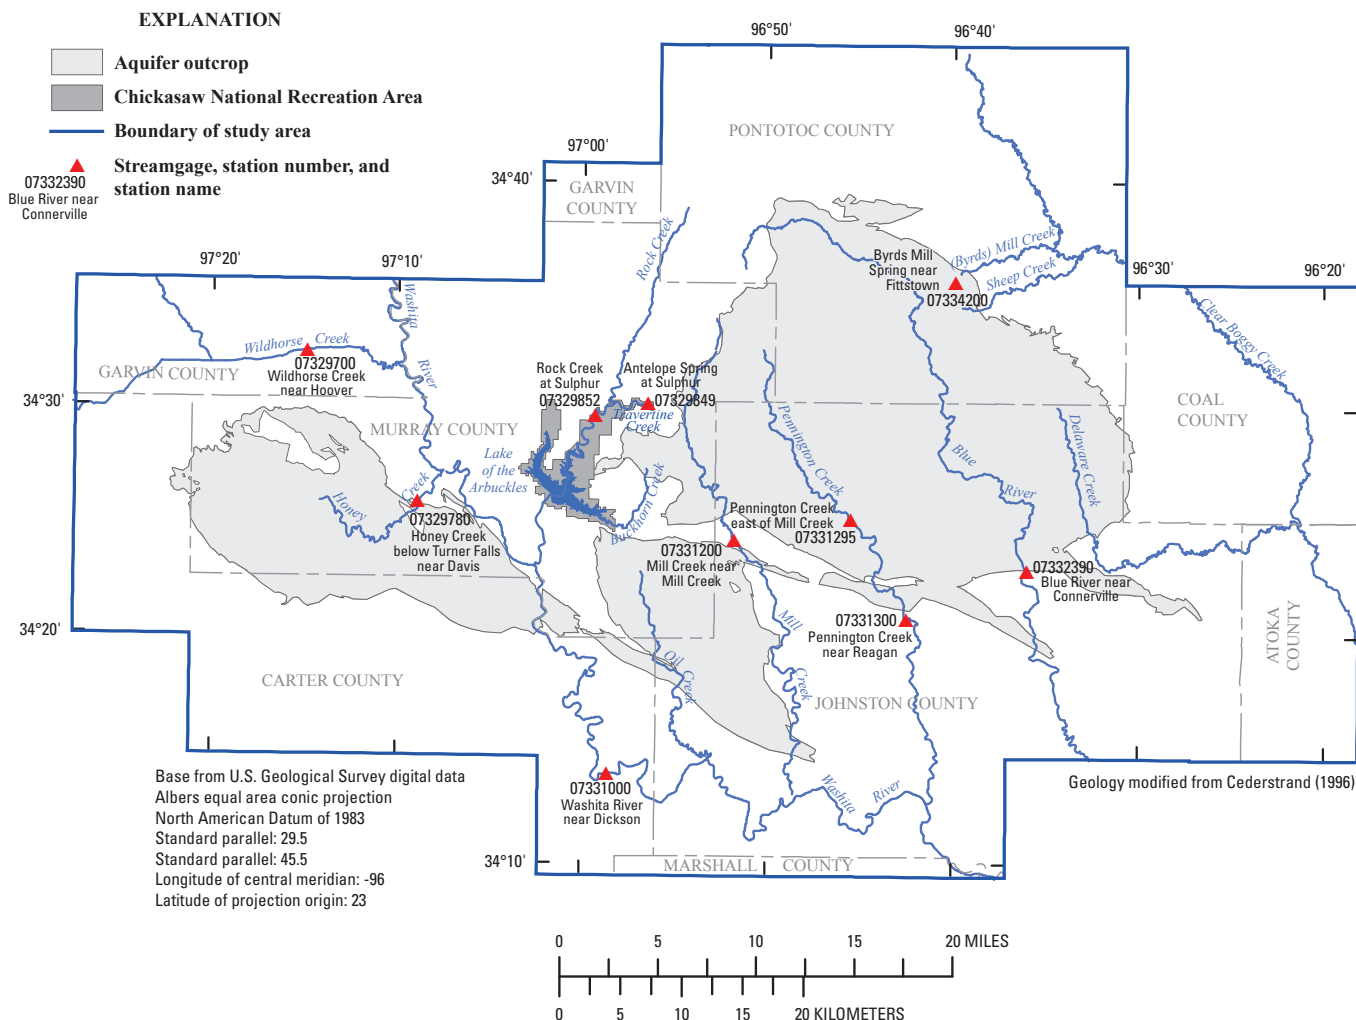 EXPLANATION
Aquifer outcrop
Chickasaw National Recreation Area
Boundary of study area
Streamgage, station number, and
station name
07332390
Blue River near
Connerville
96°50'
96°40'
97°00'
34°40'
PONTOTOC COUNTY
GARVIN
COUNTY
Rock Creek
97°20'
97°10'
Byrds Mill
Spring near
Fittstown
07334200
(Byrds) Mill Creek
Sheep Creek
96°30'
96°20'
Washita
River
Wildhorse Creek
07329700
Wildhorse Creek
near Hoover
GARVIN COUNTY
Clear Boggy Creek
Rock Creek
at Sulphur
07329852
Antelope Spring
at Sulphur
07329849
Travertine
Creek
34°30'
MURRAY COUNTY
COAL
COUNTY
Pennington Creek
Delaware Creek
Blue
River
Lake
of the
Arbuckles
Honey
Creek
07329780
Honey Creek
below Turner Falls
near Davis
Buckhorn Creek
Pennington Creek
east of Mill Creek
07331295
07331200
Mill Creek near
Mill Creek
07332390
Blue River near
Connerville
34°20'
07331300
Pennington Creek
near Reagan
Mill
Creek
Oil
Creek
ATOKA
COUNTY
CARTER COUNTY
JOHNSTON COUNTY
07331000
Washita River
near Dickson
Washita
River
Geology modified from Cederstrand (1996)
Base from U.S. Geological Survey digital data
Albers equal area conic projection
North American Datum of 1983
Standard parallel: 29.5
Standard parallel: 45.5
Longitude of central meridian: -96
Latitude of projection origin: 23
34°10'
MARSHALL COUNTY
0 5 10 15 20 MILES
0 5 10 15 20 KILOMETERS